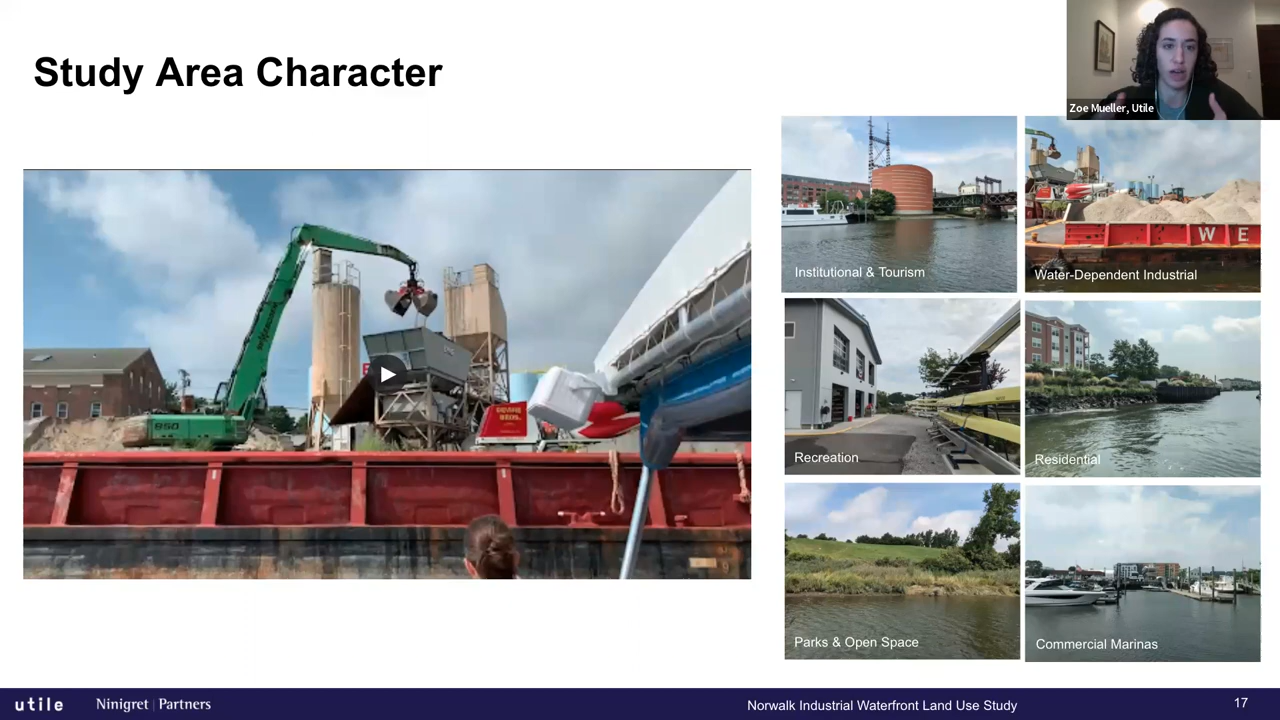 Study Area Character
Zoe Mueller, Utile
Institutional & Tourism
W E
Water-Dependent Industrial
850
Recreation
Residential
Parks & Open Space
Commercial Marinas
utile
Ninigret | Partners
Norwalk Industrial Waterfront Land Use Study
17